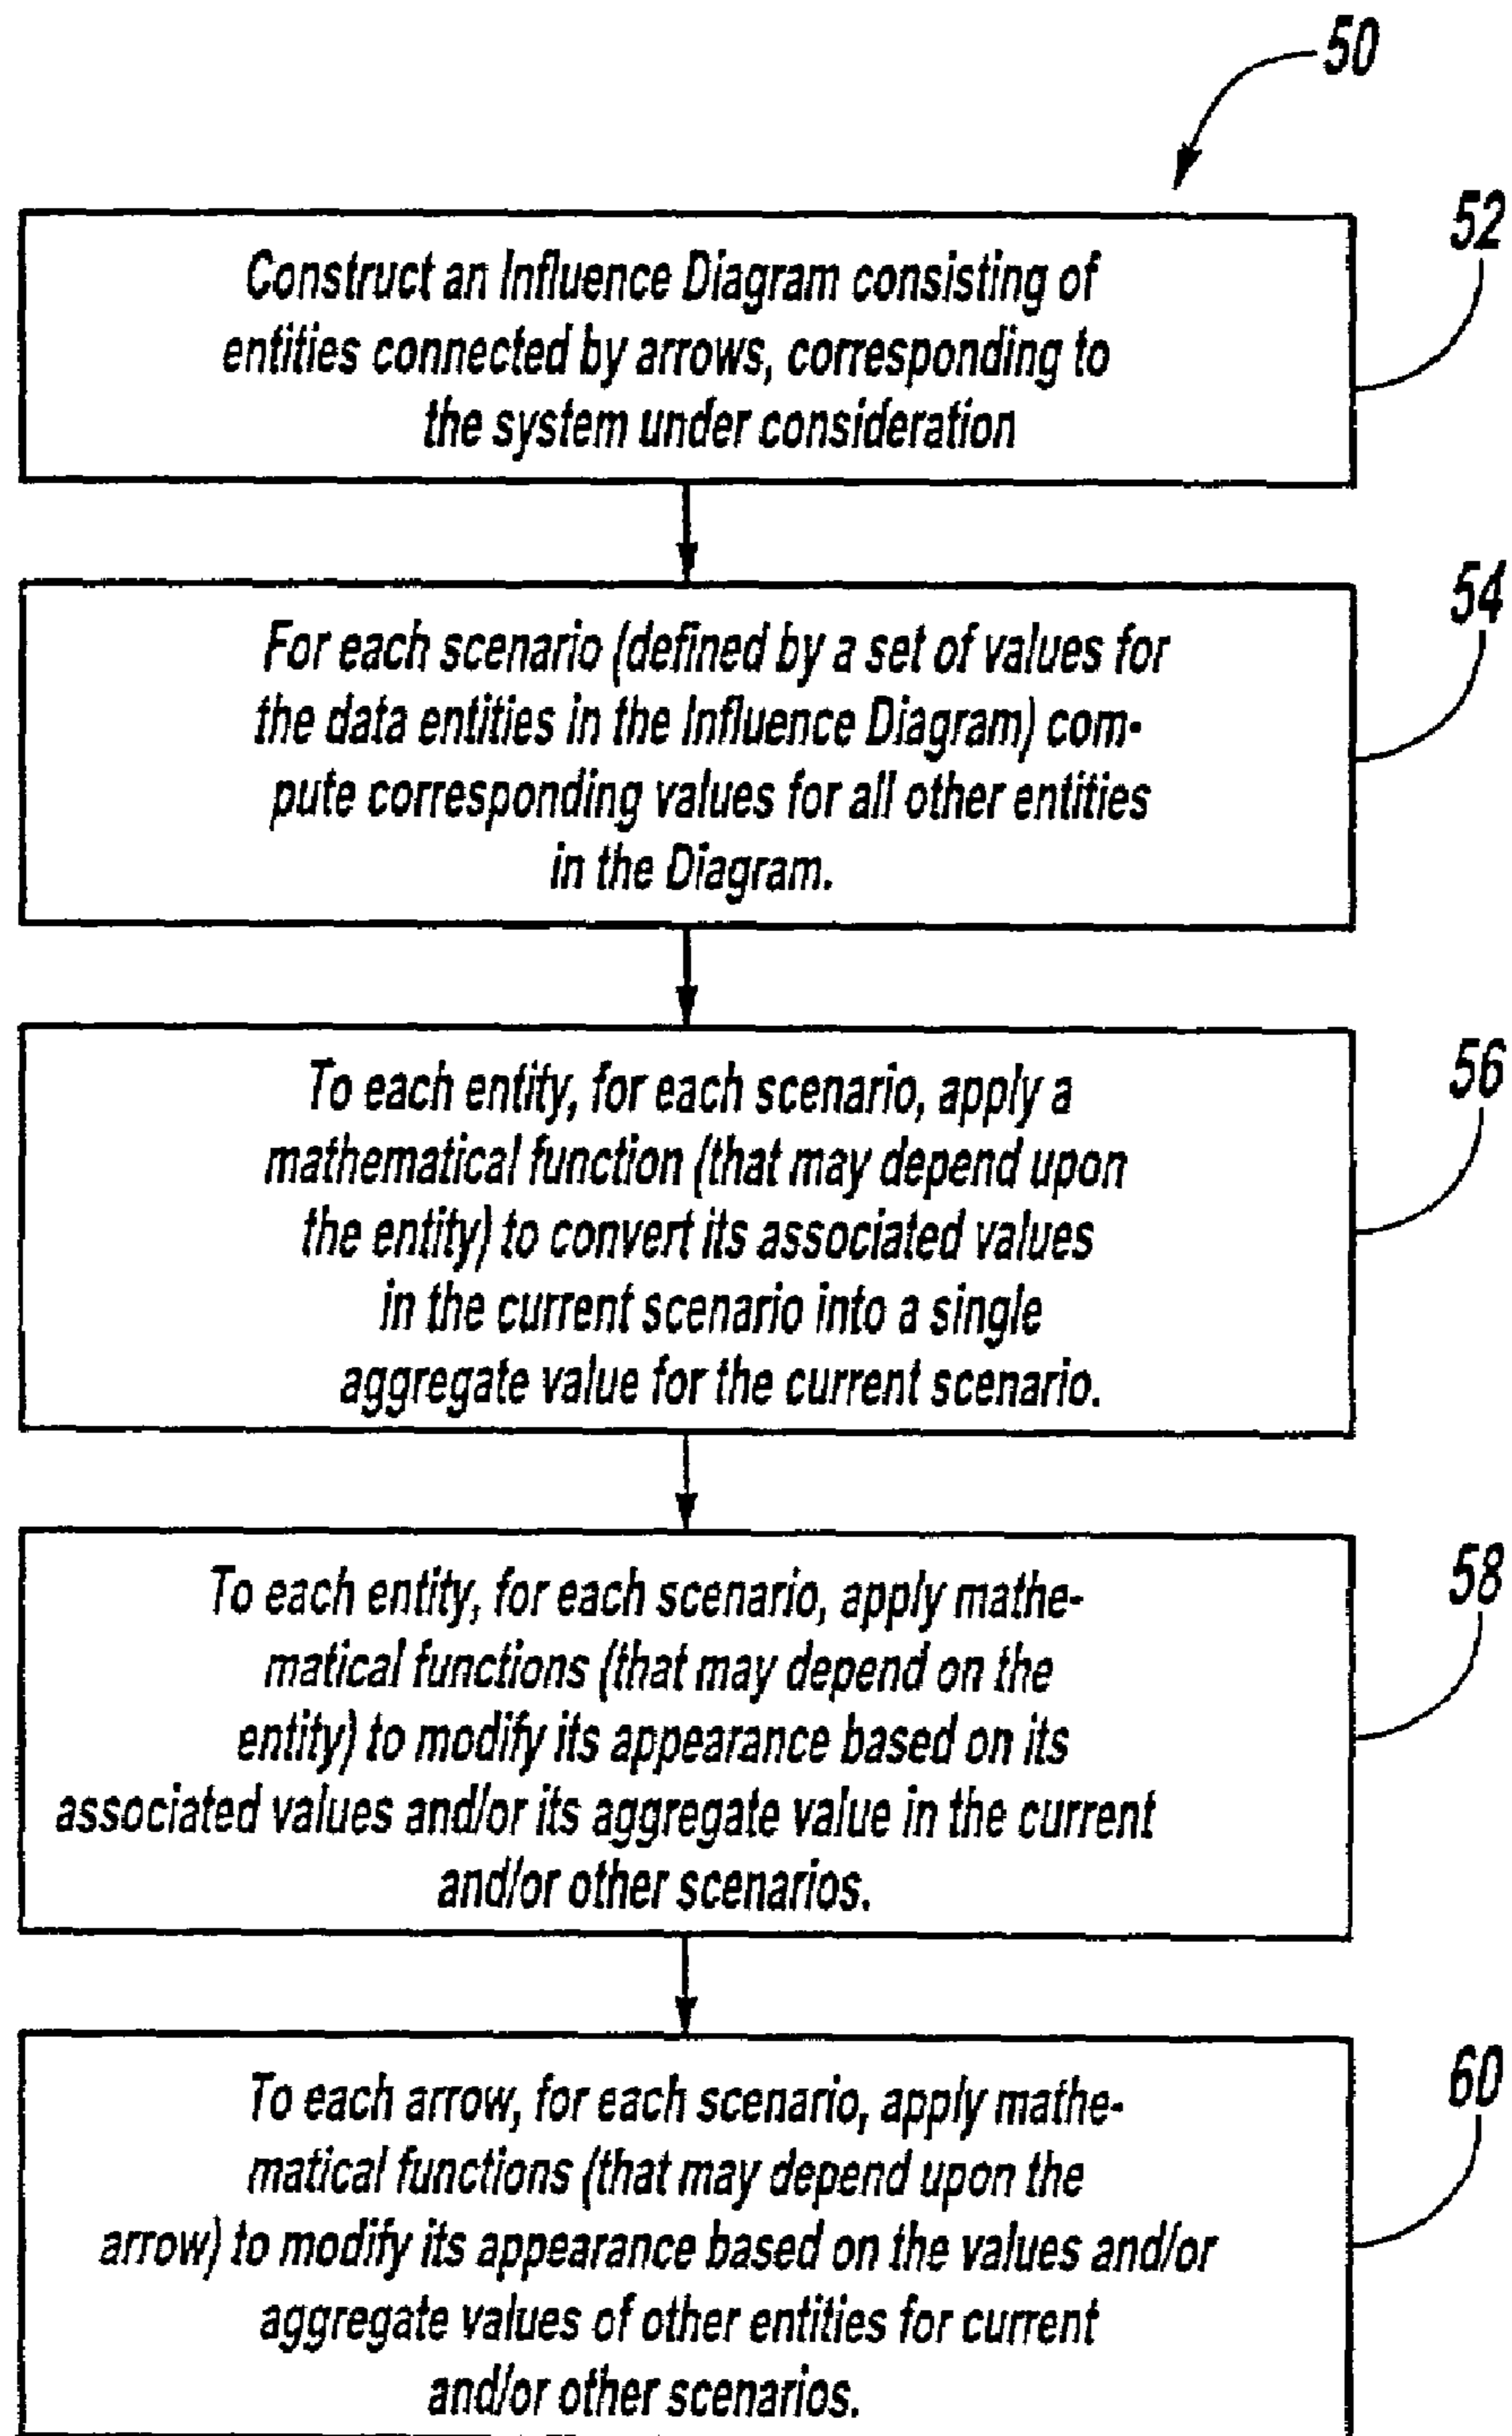 50
52
Construct an Influence Diagram consisting of
entities connected by arrows, corresponding to
the system under consideration
54
For each scenario (defined by a set of values for
the data entities in the Influence Diagram) com-
pute corresponding values for all other entities
in the Diagram.
56
To each entity, for each scenario, apply a
mathematical function (that may depend upon
the entity) to convert its associated values
in the current scenario into a single
aggregate value for the current scenario.
58
To each entity, for each scenario, apply mathe-
matical functions (that may depend on the
entity) to modify its appearance based on its
associated values and/or its aggregate value in the current
and/or other scenarios.
60
To each arrow, for each scenario, apply mathe-
matical functions (that may depend upon the
arrow) to modify its appearance based on the values and/or
aggregate values of other entities for current
and/or other scenarios.